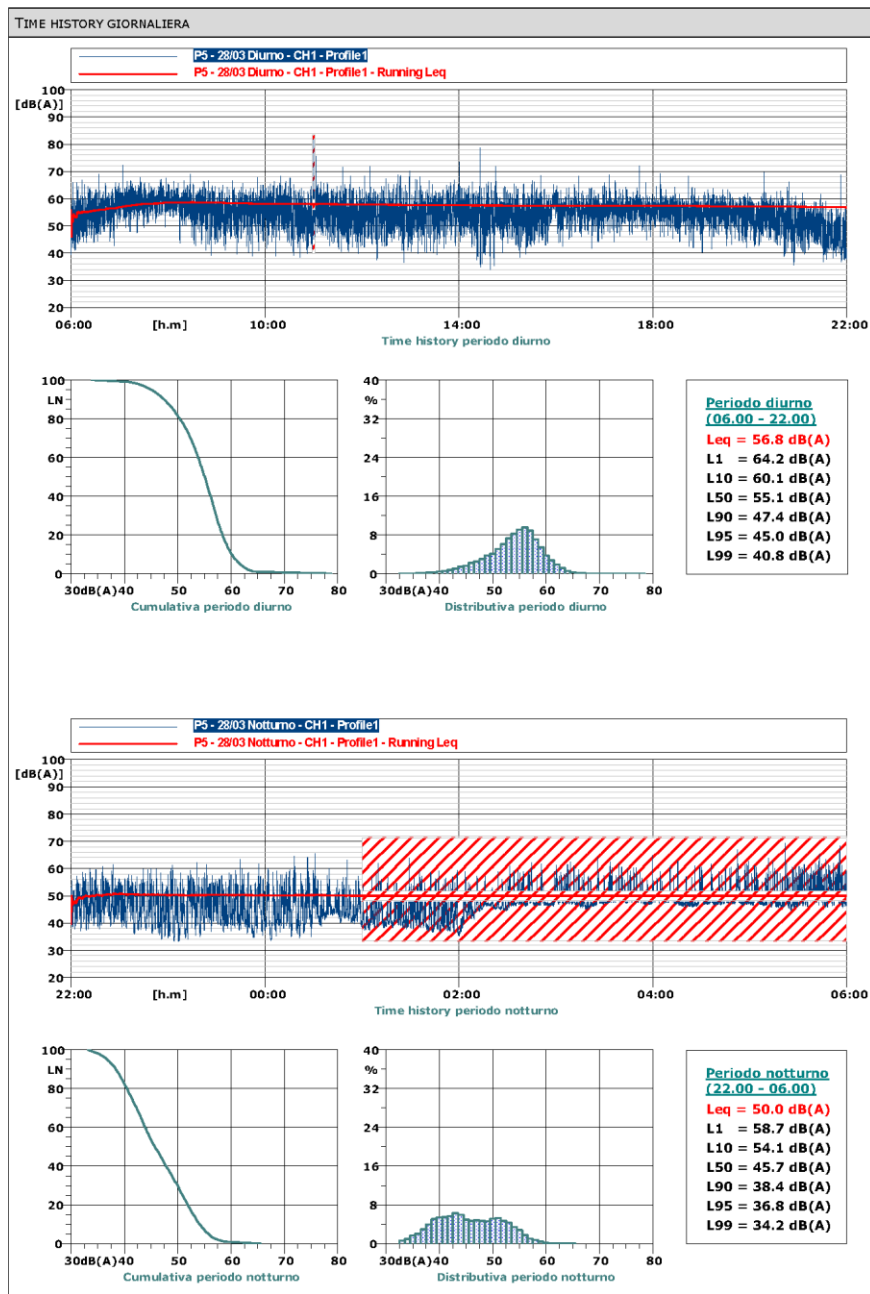 TIME HISTORY GIORNALIERA
P5 - 28/03 Diurno - CH1 - Profile1
P5 - 28/03 Diurno - CH1 - Profile1 - Running Leq
100
[dB(A)]
90
80
70
60
50
40
30
20
06:00 [h.m] 10:00 14:00 18:00 22:00
Time history periodo diurno
100
LN
80
60
40
20
0
30dB(A)40 50 60 70 80
Cumulativa periodo diurno
40
%
32
24
16
8
0
30dB(A)40 50 60 70 80
Distributiva periodo diurno
Periodo diurno
(06.00 - 22.00)
Leq = 56.8 dB(A)
L1 = 64.2 dB(A)
L10 = 60.1 dB(A)
L50 = 55.1 dB(A)
L90 = 47.4 dB(A)
L95 = 45.0 dB(A)
L99 = 40.8 dB(A)
P5 - 28/03 Notturno - CH1 - Profile1
P5 - 28/03 Notturno - CH1 - Profile1 - Running Leq
100
[dB(A)]
90
80
70
60
50
40
30
20
22:00 [h.m] 00:00 02:00 04:00 06:00
Time history periodo notturno
100
LN
80
60
40
20
0
30dB(A)40 50 60 70 80
Cumulativa periodo notturno
40
%
32
24
16
8
0
30dB(A)40 50 60 70 80
Distributiva periodo notturno
Periodo notturno
(22.00 - 06.00)
Leq = 50.0 dB(A)
L1 = 58.7 dB(A)
L10 = 54.1 dB(A)
L50 = 45.7 dB(A)
L90 = 38.4 dB(A)
L95 = 36.8 dB(A)
L99 = 34.2 dB(A)